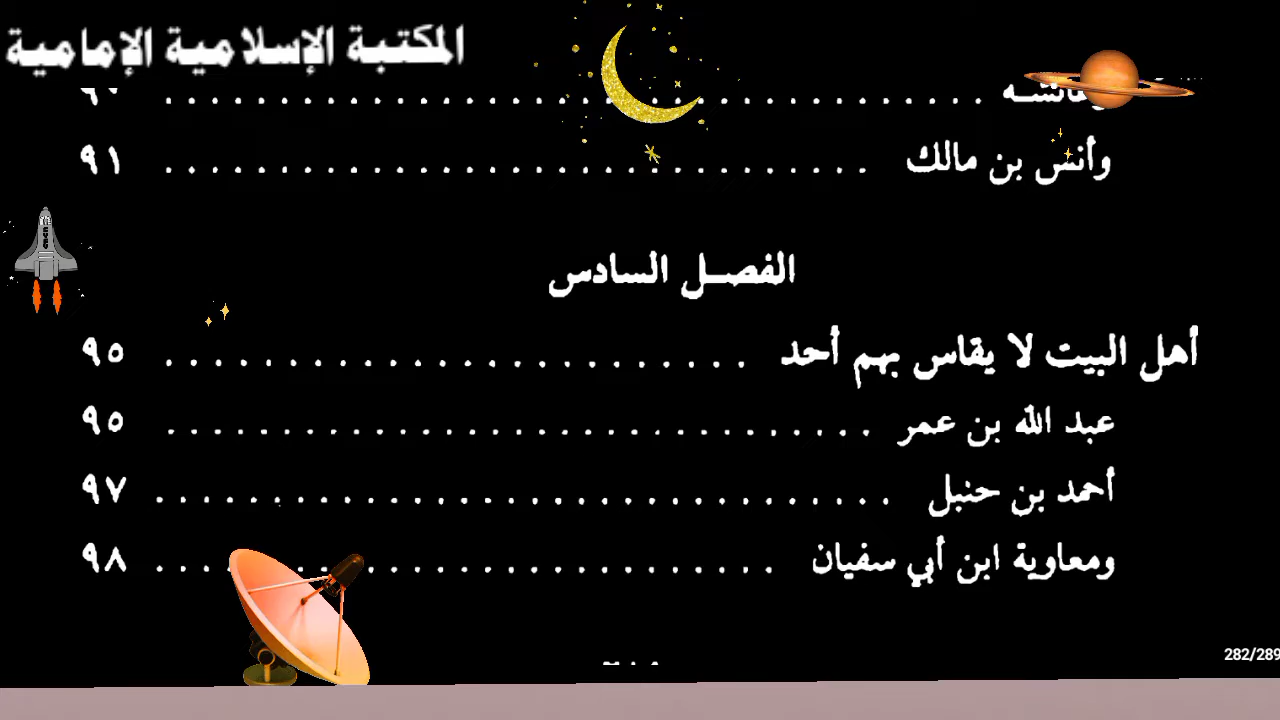 المكتبة الإسلامية الإمامية
وأنس بن مالك . . . . . . . . . . . . . . . . . . . . . . . . . . . . . . ٩١
الفصـل السادس
أهل البيت لا يقاس بهم أحد . . . . . . . . . . . . . . . . . . . . . . . . . ٩٥
عبد الله بن عمر . . . . . . . . . . . . . . . . . . . . . . . . . . . . . . ٩٥
أحمد بن حنبل . . . . . . . . . . . . . . . . . . . . . . . . . . . . . . . . ٩٧
ومعاوية ابن أبي سفيان . . . . . . . . . . . . . . . . . . . . . . . . . . . ٩٨
282/289